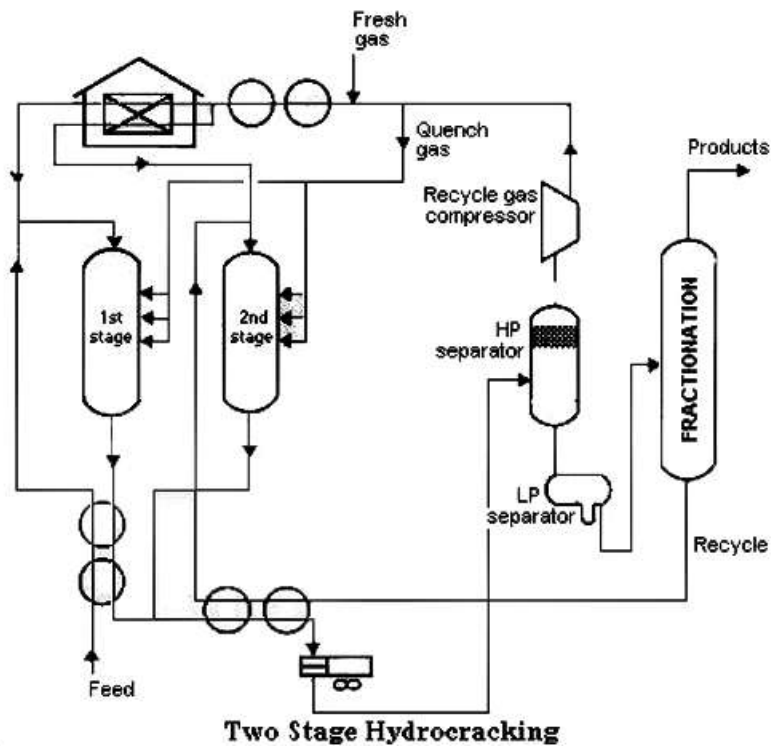 Fresh
gas
Quench
gas
Products
Recycle gas
compressor
1st
stage
2nd
stage
HP
separator
FRACTIONATION
LP
separator
Recycle
Feed
Two Stage Hydrocracking